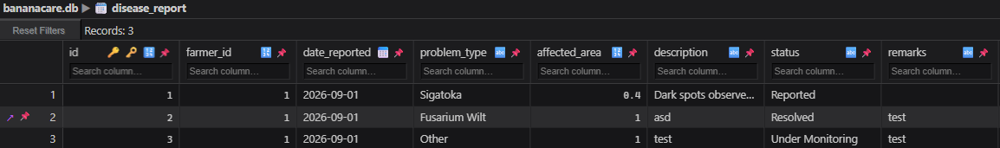 bananacare.db ▶ disease_report
Reset Filters Records: 3
id farmer_id date_reported problem_type affected_area description status remarks
Search column... Search column... Search column... Search column... Search column... Search column... Search column... Search column...
1 1 1 2026-09-01 Sigatoka 0.4 Dark spots observe... Reported
2 2 1 2026-09-01 Fusarium Wilt 1 asd Resolved test
3 3 1 2026-09-01 Other 1 test Under Monitoring test